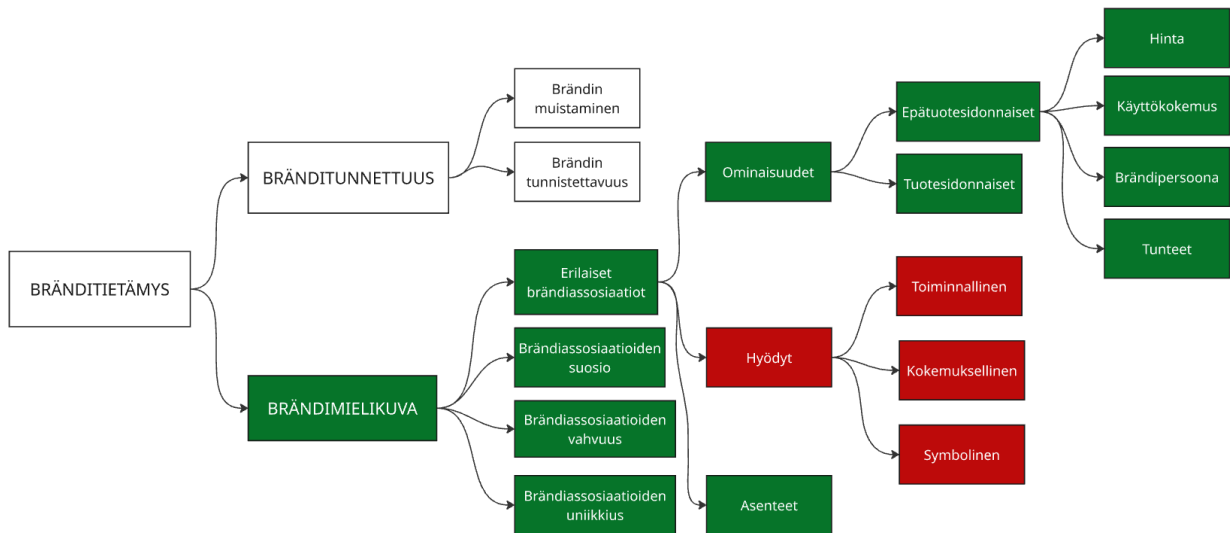 BRÄNDITIETÄMYS
BRÄNDITUNNETTUUS
Brändin
muistaminen
Brändin
tunnistettavuus
BRÄNDIMIELIKUVA
Erilaiset
brändiassosiaatiot
Brändiassosiaatioiden
suosio
Brändiassosiaatioiden
vahvuus
Brändiassosiaatioiden
uniikkius
Ominaisuudet
Epätuotesidonnaiset
Hinta
Käyttökokemus
Brändipersoona
Tunteet
Tuotesidonnaiset
Hyödyt
Toiminnallinen
Kokemuksellinen
Symbolinen
Asenteet